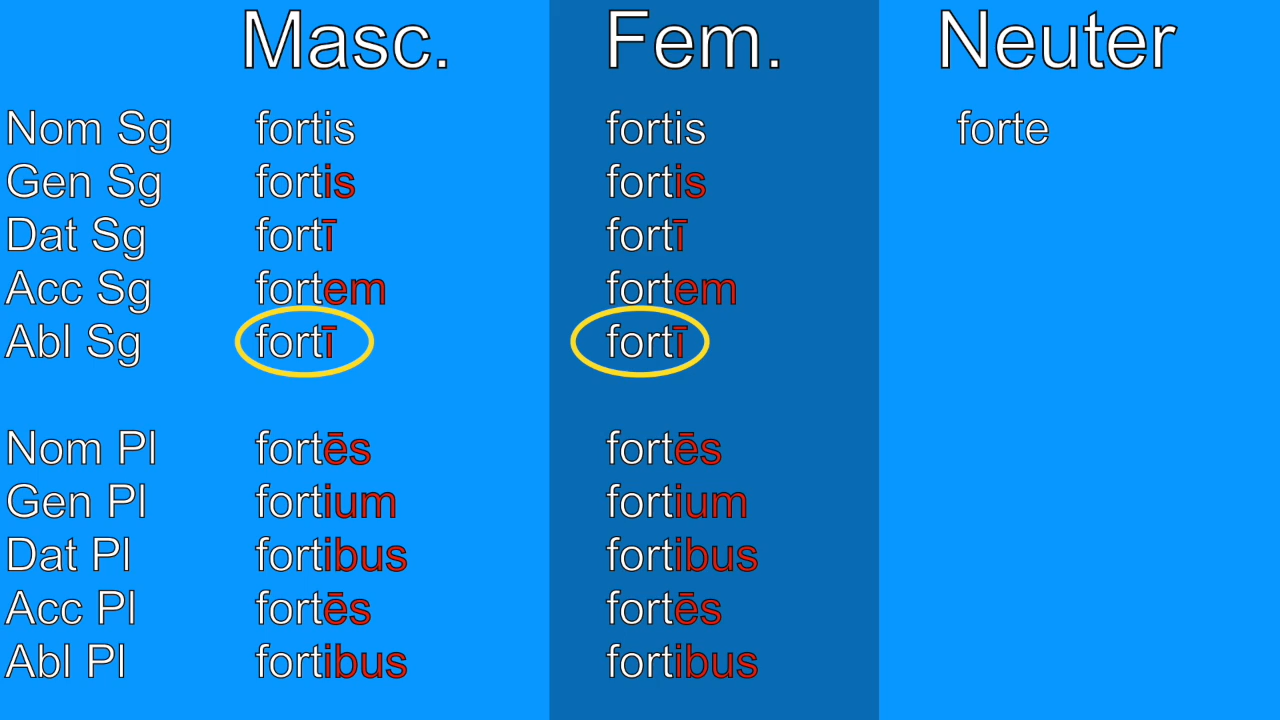 Masc. Fem. Neuter
Nom Sg fortis fortis forte
Gen Sg fortis fortis
Dat Sg fortī fortī
Acc Sg fortem fortem
Abl Sg fortī fortī
Nom Pl fortēs fortēs
Gen Pl fortium fortium
Dat Pl fortibus fortibus
Acc Pl fortēs fortēs
Abl Pl fortibus fortibus